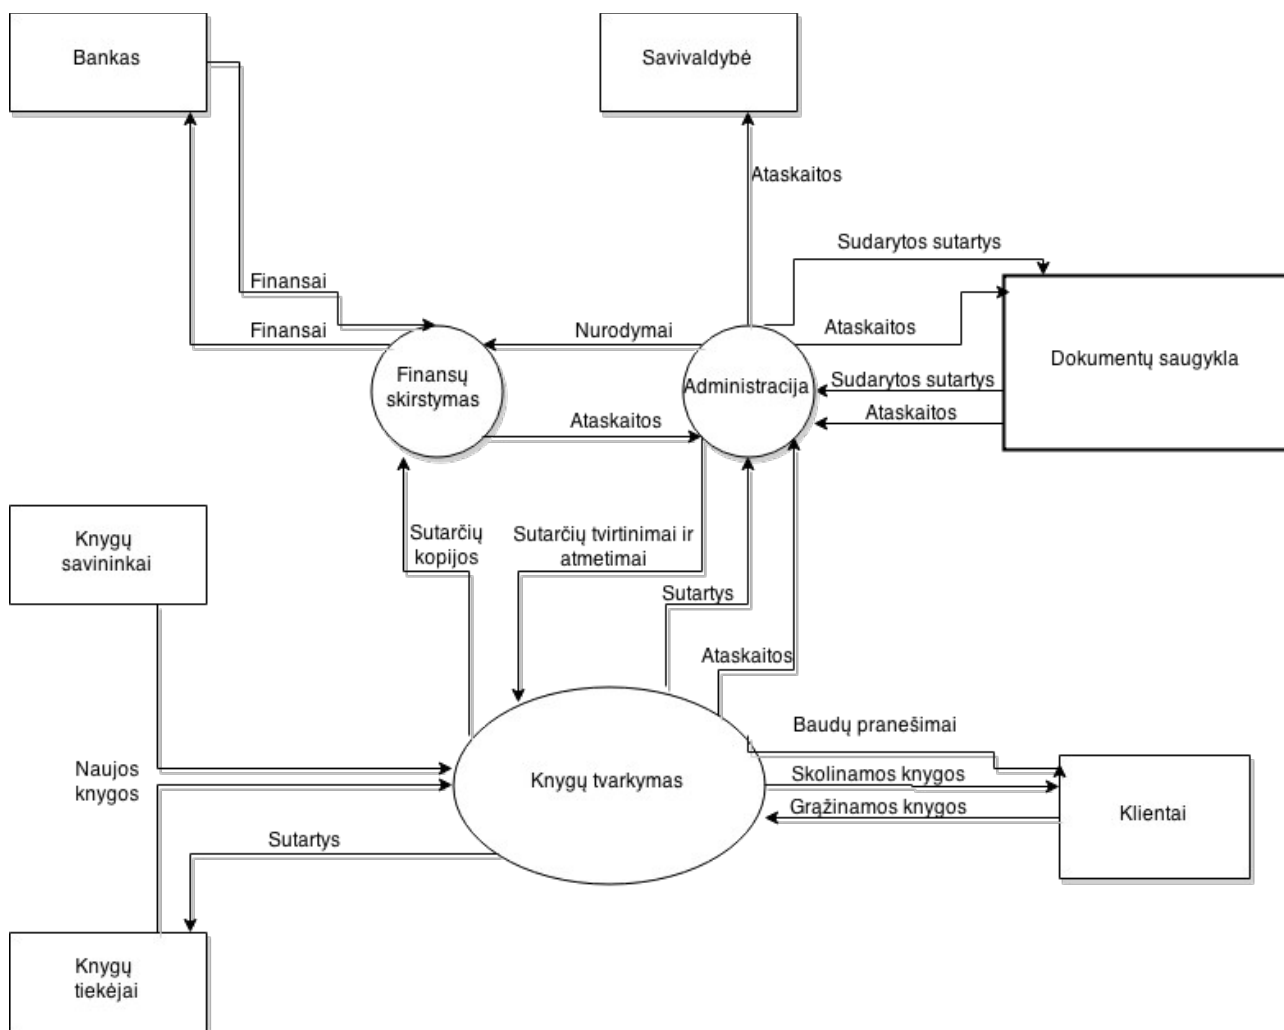 Bankas
Savivaldybė
Ataskaitos
Sudarytos sutartys
Finansai
Finansai
Nurodymai
Ataskaitos
Dokumentų saugykla
Finansų
skirstymas
Administracija
Sudarytos sutartys
Ataskaitos
Ataskaitos
Knygų
savininkai
Sutarčių
kopijos
Sutarčių tvirtinimai ir
atmetimai
Sutartys
Ataskaitos
Baudų pranešimai
Naujos
knygos
Knygų tvarkymas
Skolinamos knygos
Grąžinamos knygos
Klientai
Sutartys
Knygų
tiekėjai